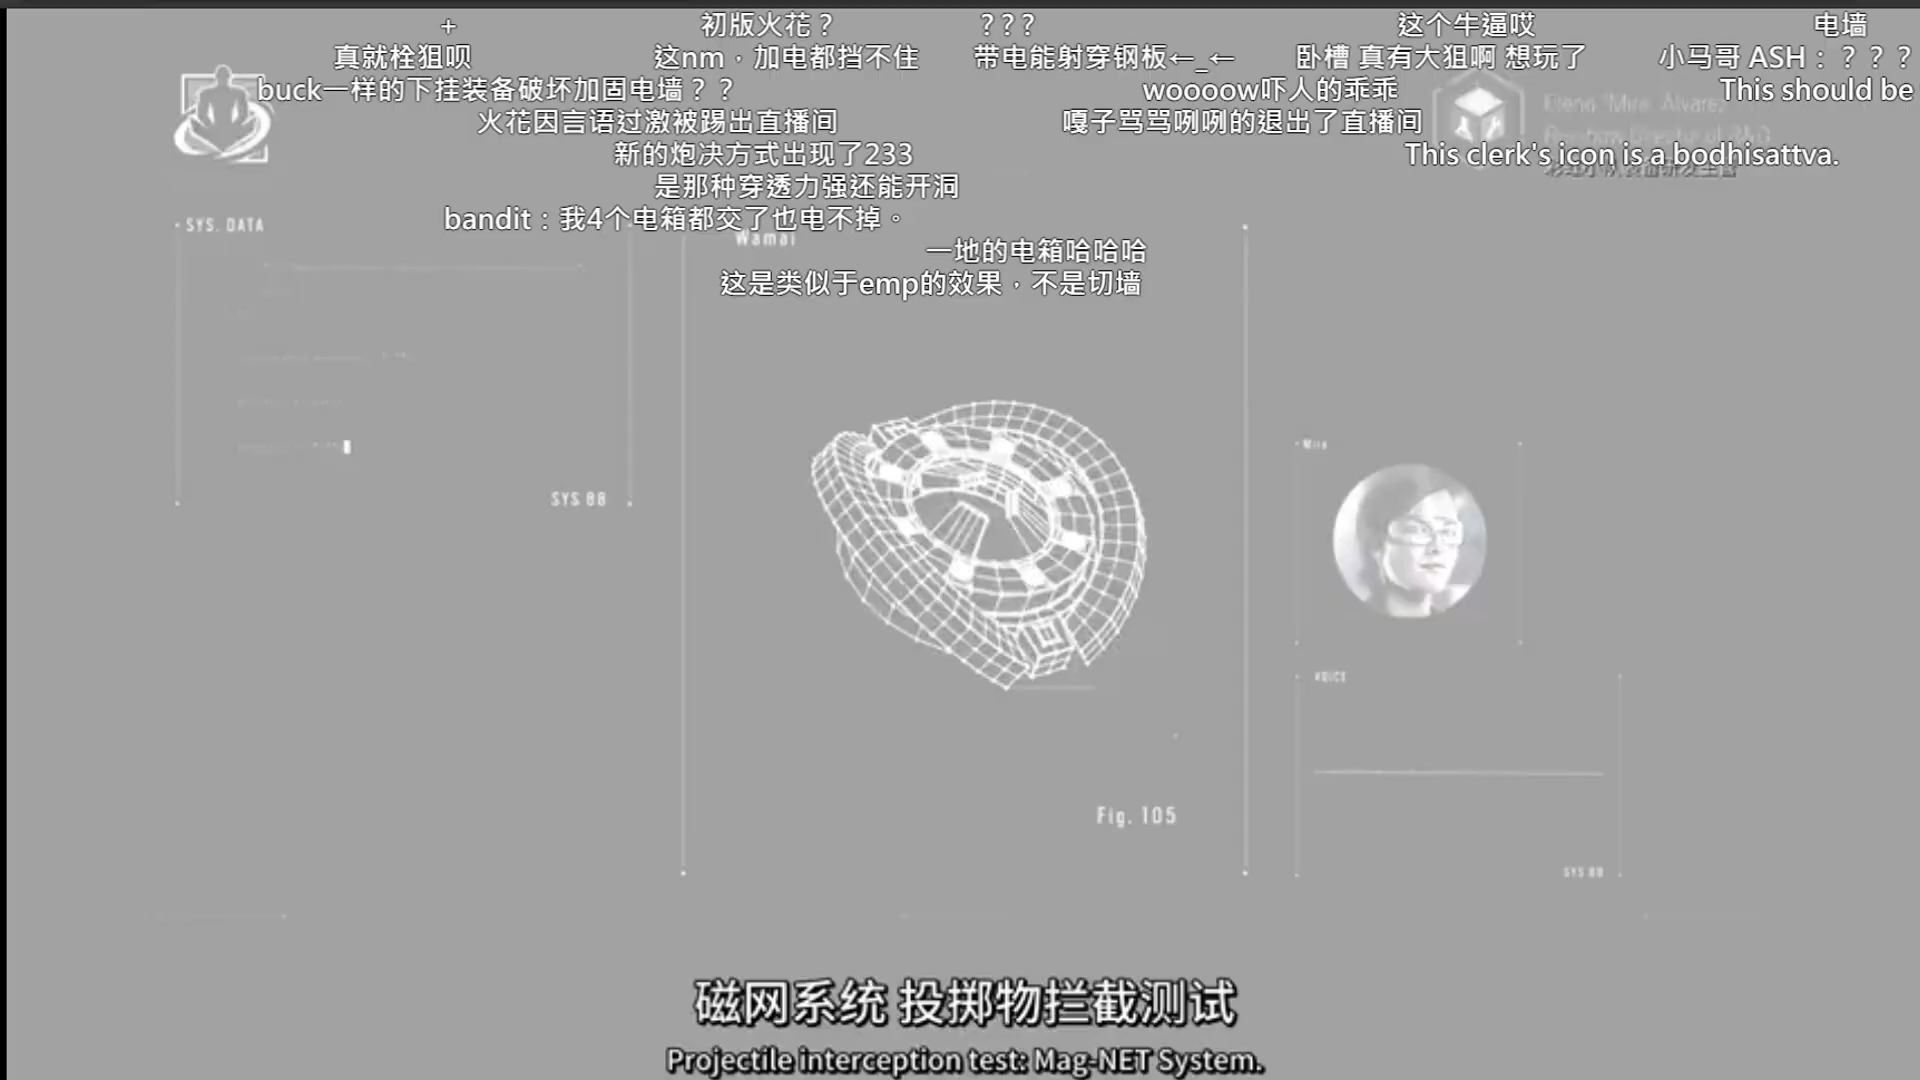 +
初版火花？
？？？
这个牛逼哎
电墙
真就栓狙呗
这nm，加电都挡不住
带电能射穿钢板←_←
卧槽 真有大狙啊 想玩了
小马哥 ASH：？？？
buck一样的下挂装备破坏加固电墙？？
woooow吓人的乖乖
This should be
火花因言语过激被踢出直播间
嘎子骂骂咧咧的退出了直播间
Elena "Mira" Álvarez
Rainbow Director of R&D
新的炮决方式出现了233
This clerk's icon is a bodhisattva.
是那种穿透力强还能开洞
bandit：我4个电箱都交了也电不掉。
SYS. DATA
Wamai
一地的电箱哈哈哈
这是类似于emp的效果，不是切墙
Mira
SYS 08
VOICE
Fig. 105
磁网系统 投掷物拦截测试
Projectile interception test: Mag-NET System.